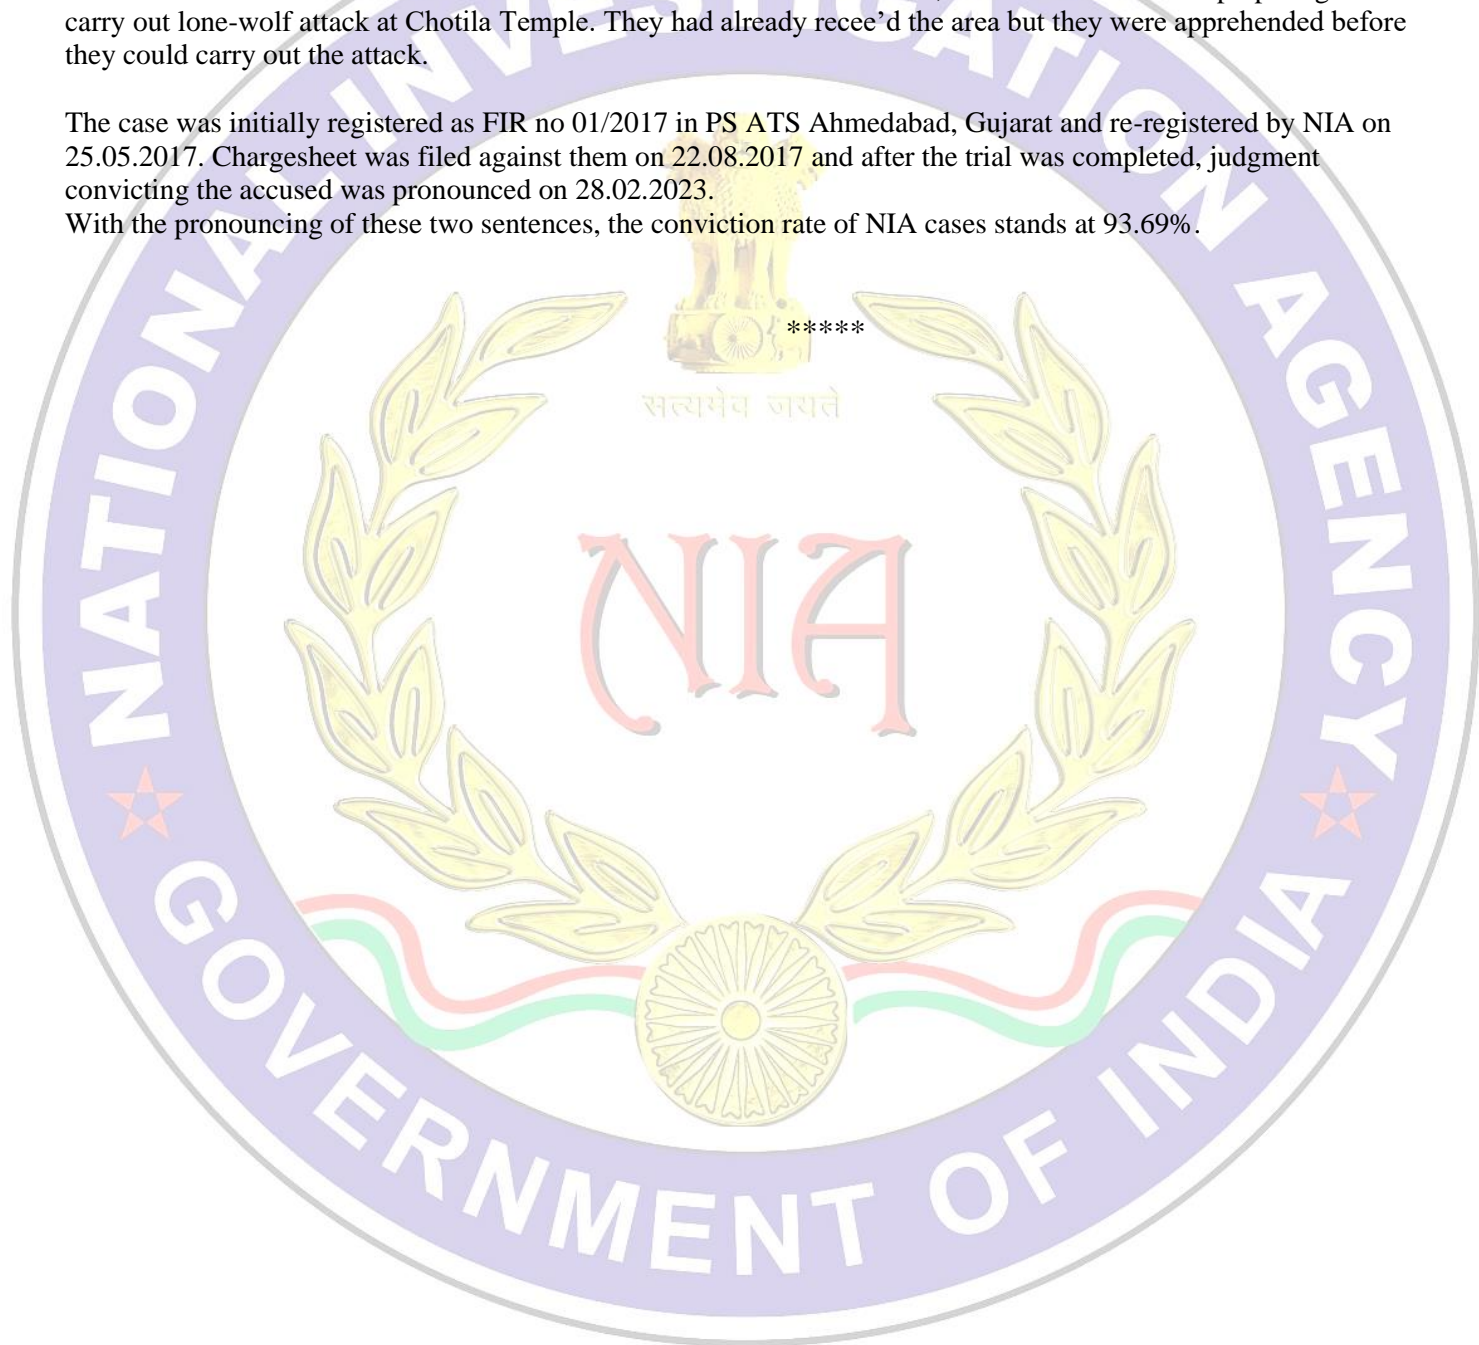 carry out lone-wolf attack at Chotila Temple. They had already recee’d the area but they were apprehended before
they could carry out the attack.
The case was initially registered as FIR no 01/2017 in PS ATS Ahmedabad, Gujarat and re-registered by NIA on
25.05.2017. Chargesheet was filed against them on 22.08.2017 and after the trial was completed, judgment
convicting the accused was pronounced on 28.02.2023.
With the pronouncing of these two sentences, the conviction rate of NIA cases stands at 93.69%.
*****
सत्यमेव जयते
NIA
NATIONAL INVESTIGATION AGENCY
GOVERNMENT OF INDIA